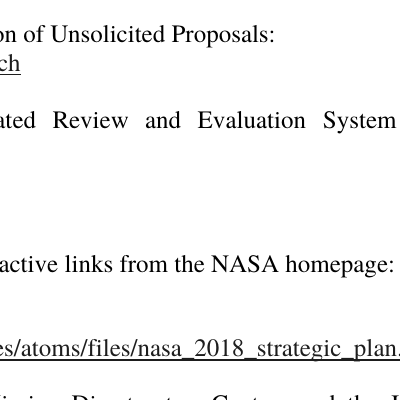 on of Unsolicited Proposals:
ch
ated Review and Evaluation System
active links from the NASA homepage:
es/atoms/files/nasa_2018_strategic_plan.